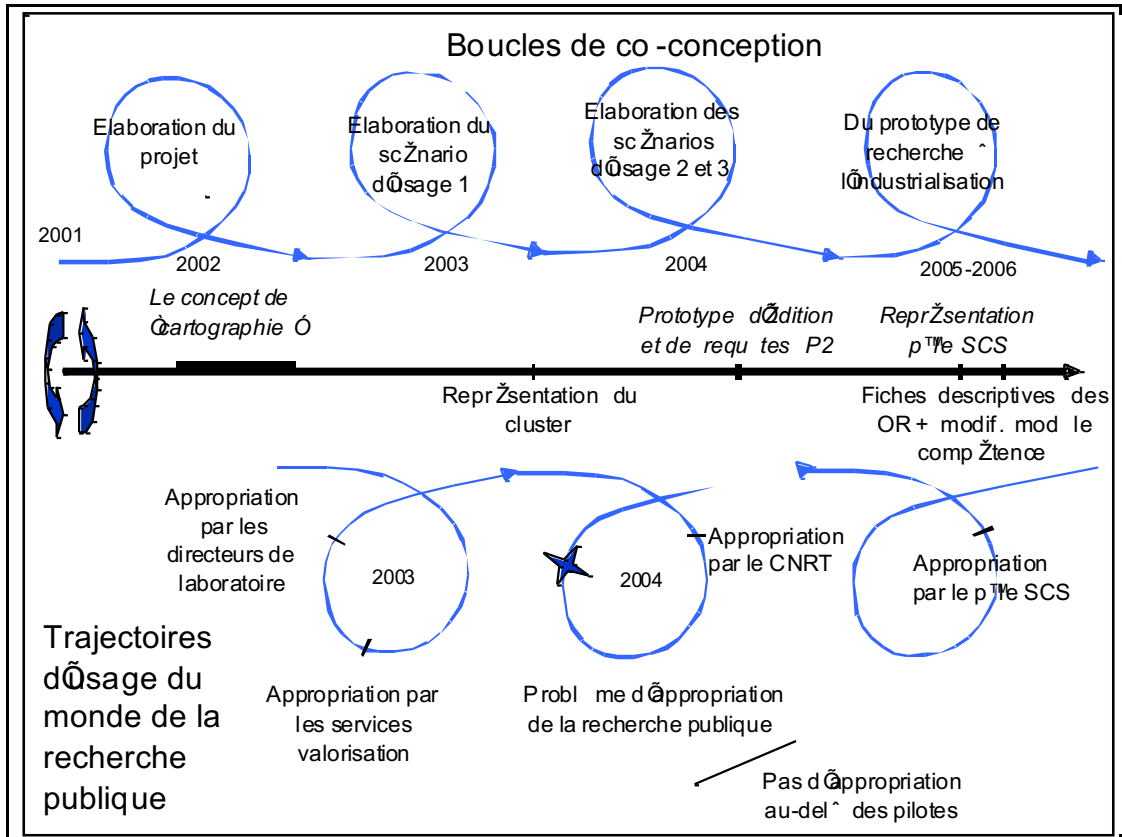 Boucles de co -conception
Elaboration du
projet
Elaboration du
scŽnario
dÕusage 1
Elaboration des
scŽnarios
dÕusage 2 et 3
Du prototype de
recherche ˆ
lÕindustrialisation
2001
2002
2003
2004
2005-2006
Le concept de
Òcartographie Ó
Prototype dÕŽdition
et de requ tes P2
ReprŽsentation
p™le SCS
ReprŽsentation du
cluster
Fiches descriptives des
OR + modif. mod le
comp Žtence
Appropriation
par les
directeurs de
laboratoire
2003
2004
Appropriation
par le CNRT
Appropriation
par le p™le SCS
Trajectoires
dÕusage du
monde de la
recherche
publique
Appropriation par
les services
valorisation
Probl me dÕappropriation
de la recherche publique
Pas dÕappropriation
au-delˆ des pilotes